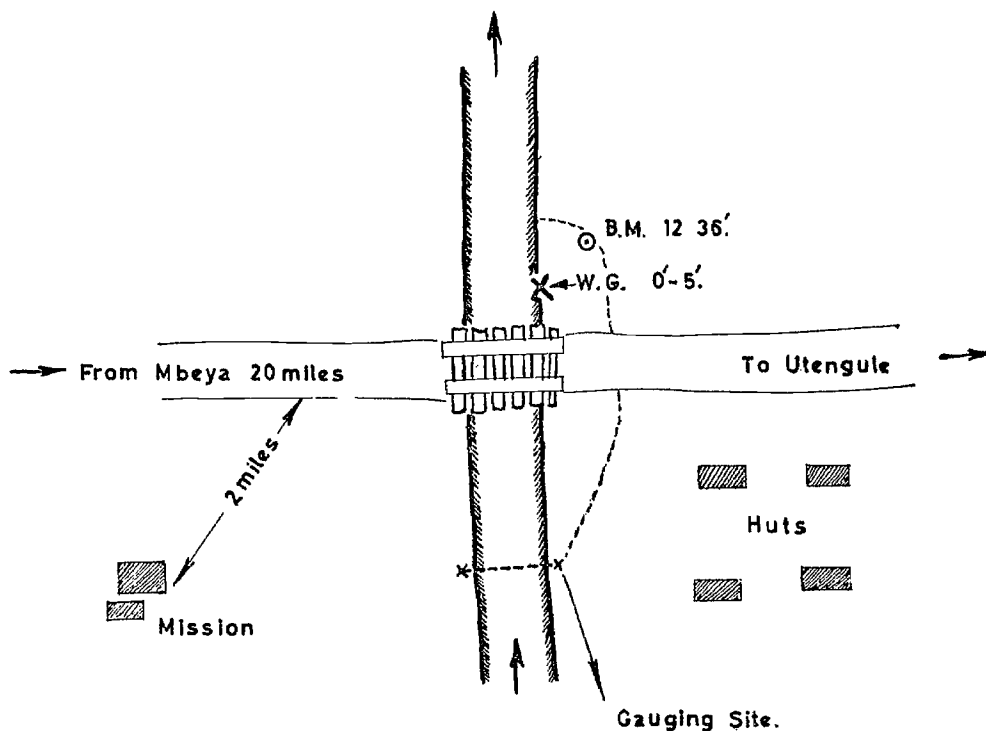 B.M. 12 36'.
W.G. 0'-5'.
From Mbeya 20 miles
To Utengule
2 miles
Huts
Mission
Gauging Site.